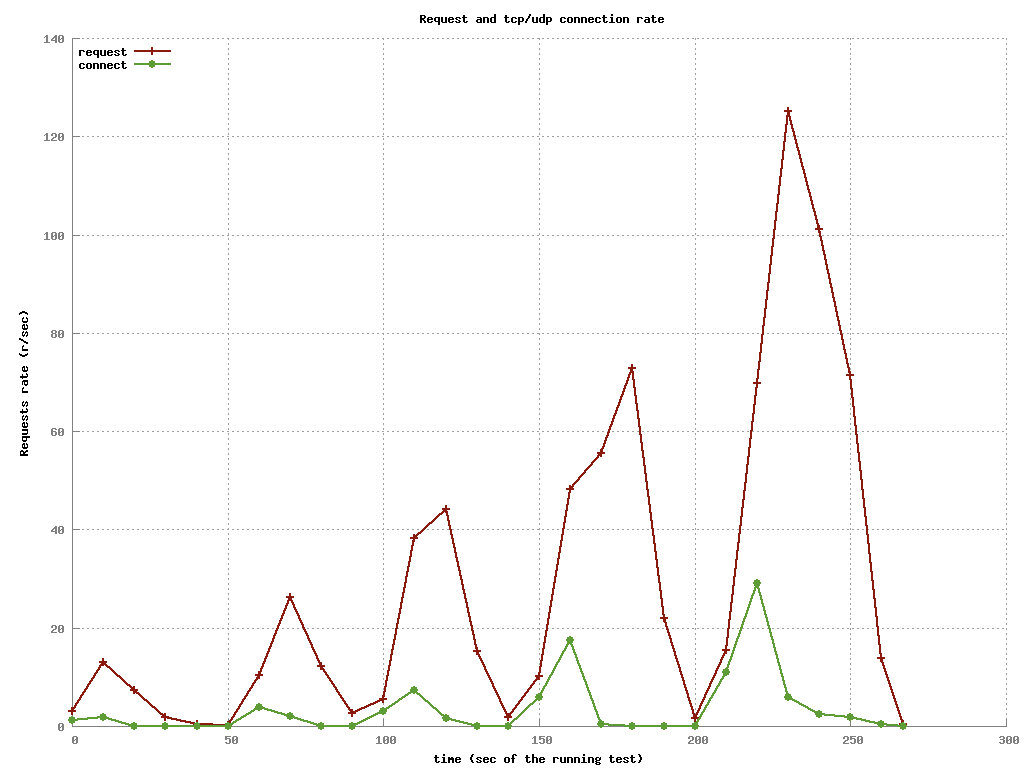 Request and tcp/udp connection rate
140
request
connect
120
100
80
Requests rate (r/sec)
60
40
20
0
0 50 100 150 200 250 300
time (sec of the running test)